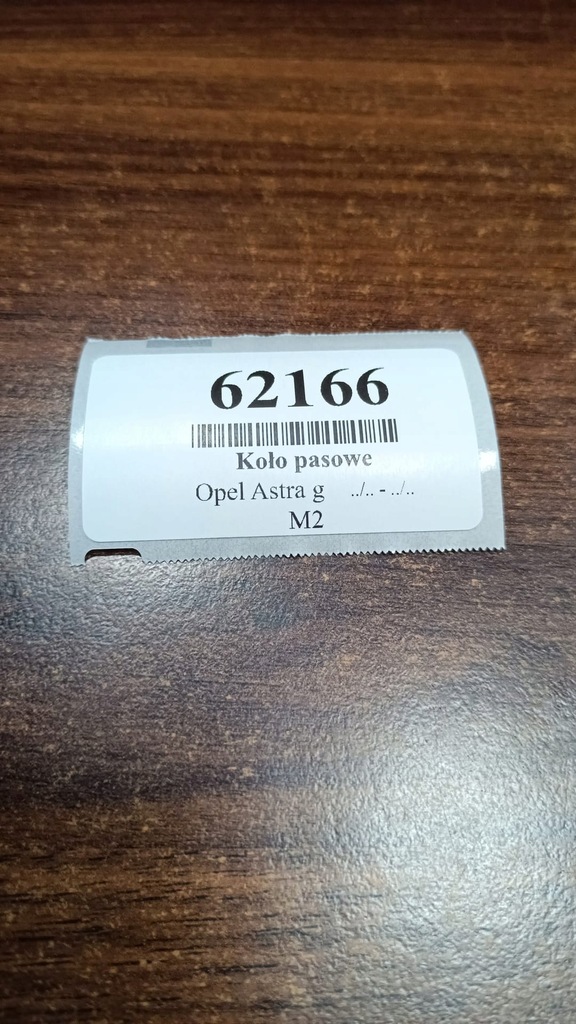 62166
Koło pasowe
Opel Astra g ../.. - ../..
M2